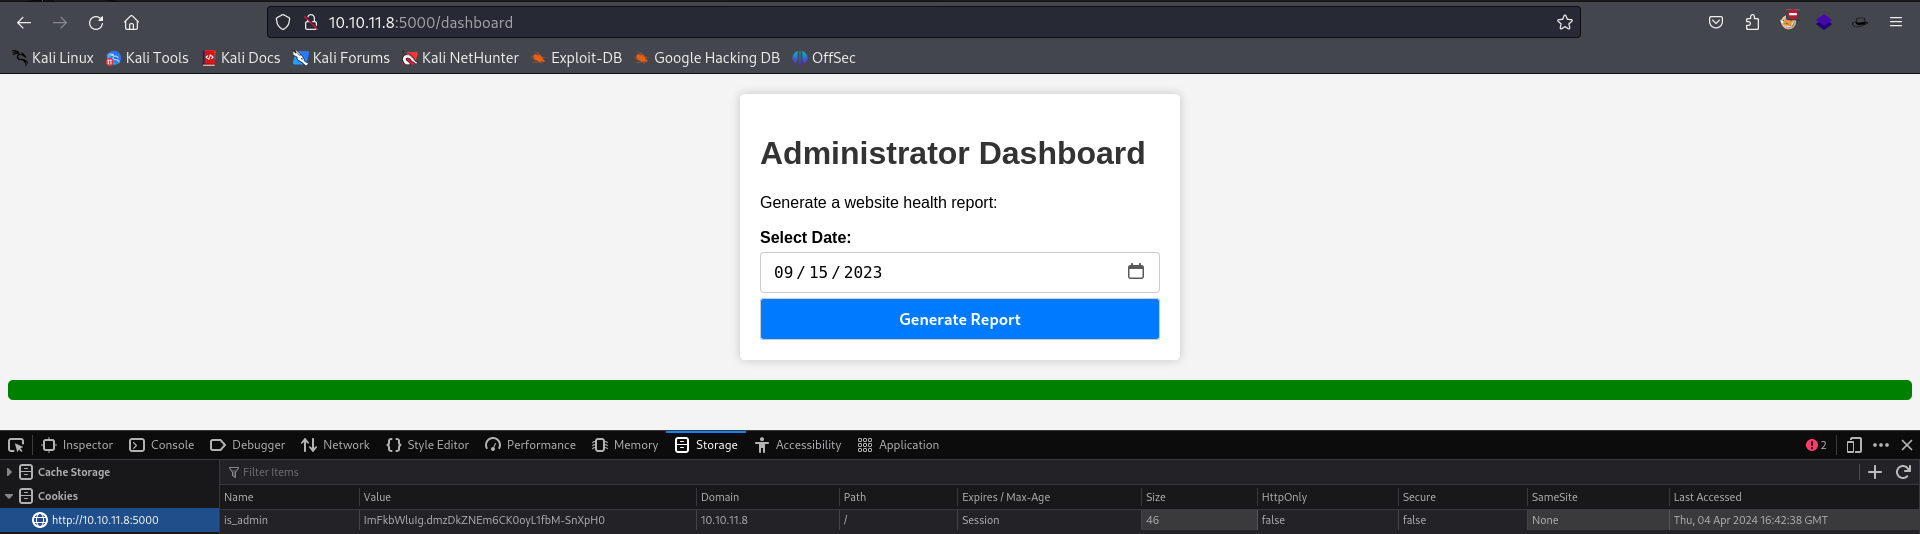 10.10.11.8:5000/dashboard
Kali Linux Kali Tools Kali Docs Kali Forums Kali NetHunter Exploit-DB Google Hacking DB OffSec
Administrator Dashboard
Generate a website health report:
Select Date:
09/15/2023
Generate Report
Inspector Console Debugger Network Style Editor Performance Memory Storage Accessibility Application 2
Cache Storage Filter Items
Cookies Name Value Domain Path Expires / Max-Age Size HttpOnly Secure SameSite Last Accessed
http://10.10.11.8:5000 is_admin ImFkbWluIg.dmzDkZNEm6CK0oyL1fbM-SnXpH0 10.10.11.8 / Session 46 false false None Thu, 04 Apr 2024 16:42:38 GMT